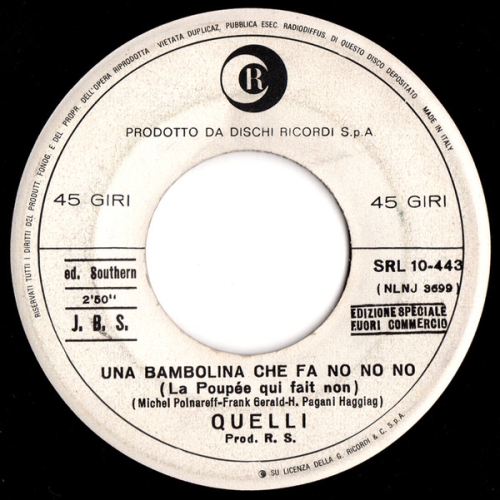 RISERVATI TUTTI I DIRITTI DEL PRODUTT. FONOG. E DEL PROPR. DELL'OPERA RIPRODOTTA VIETATA DUPLICAZ. PUBBLICA ESEC. RADIODIFFUS. DI QUESTO DISCO DEPOSITATO MADE IN ITALY
R
PRODOTTO DA DISCHI RICORDI S.p.A.
45 GIRI
45 GIRI
ed. Southern
2'50''
J. B. S.
SRL 10-443
(NLNJ 3699)
EDIZIONE SPECIALE
FUORI COMMERCIO
UNA BAMBOLINA CHE FA NO NO NO
(La Poupée qui fait non)
(Michel Polnareff-Frank Gerald-H. Pagani Haggiag)
QUELLI
Prod. R. S.
SU LICENZA DELLA G. RICORDI & C. S.p.A.